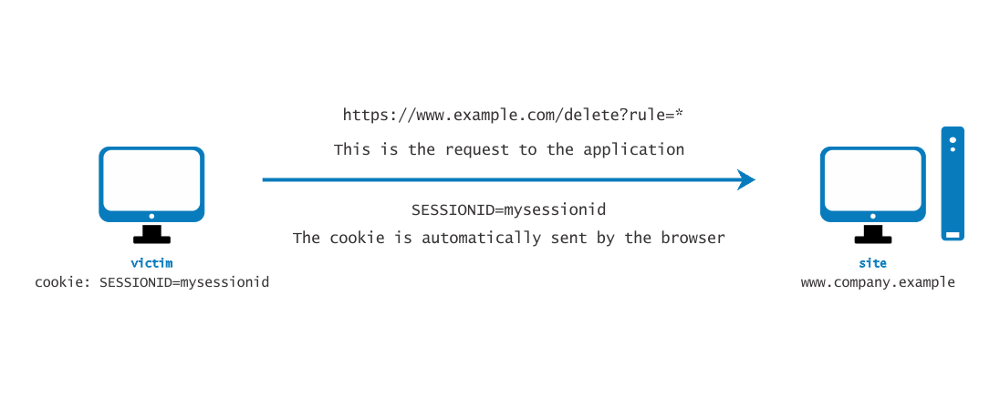 https://www.example.com/delete?rule=*
This is the request to the application
SESSIONID=mysessionid
The cookie is automatically sent by the browser
victim
cookie: SESSIONID=mysessionid
site
www.company.example